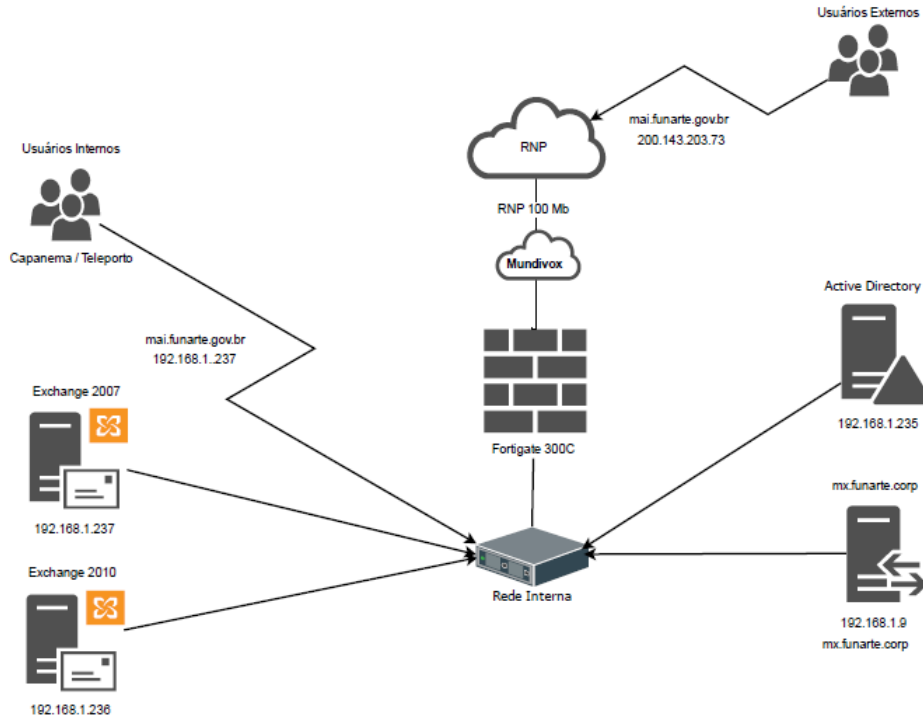 Usuários Externos
mai.funarte.gov.br
200.143.203.73
RNP
Usuários Internos
RNP 100 Mb
Capanema / Teleporto
Mundivox
Active Directory
mai.funarte.gov.br
192.168.1..237
Exchange 2007
192.168.1.235
Fortigate 300C
mx.funarte.corp
192.168.1.237
Exchange 2010
Rede Interna
192.168.1.9
mx.funarte.corp
192.168.1.236